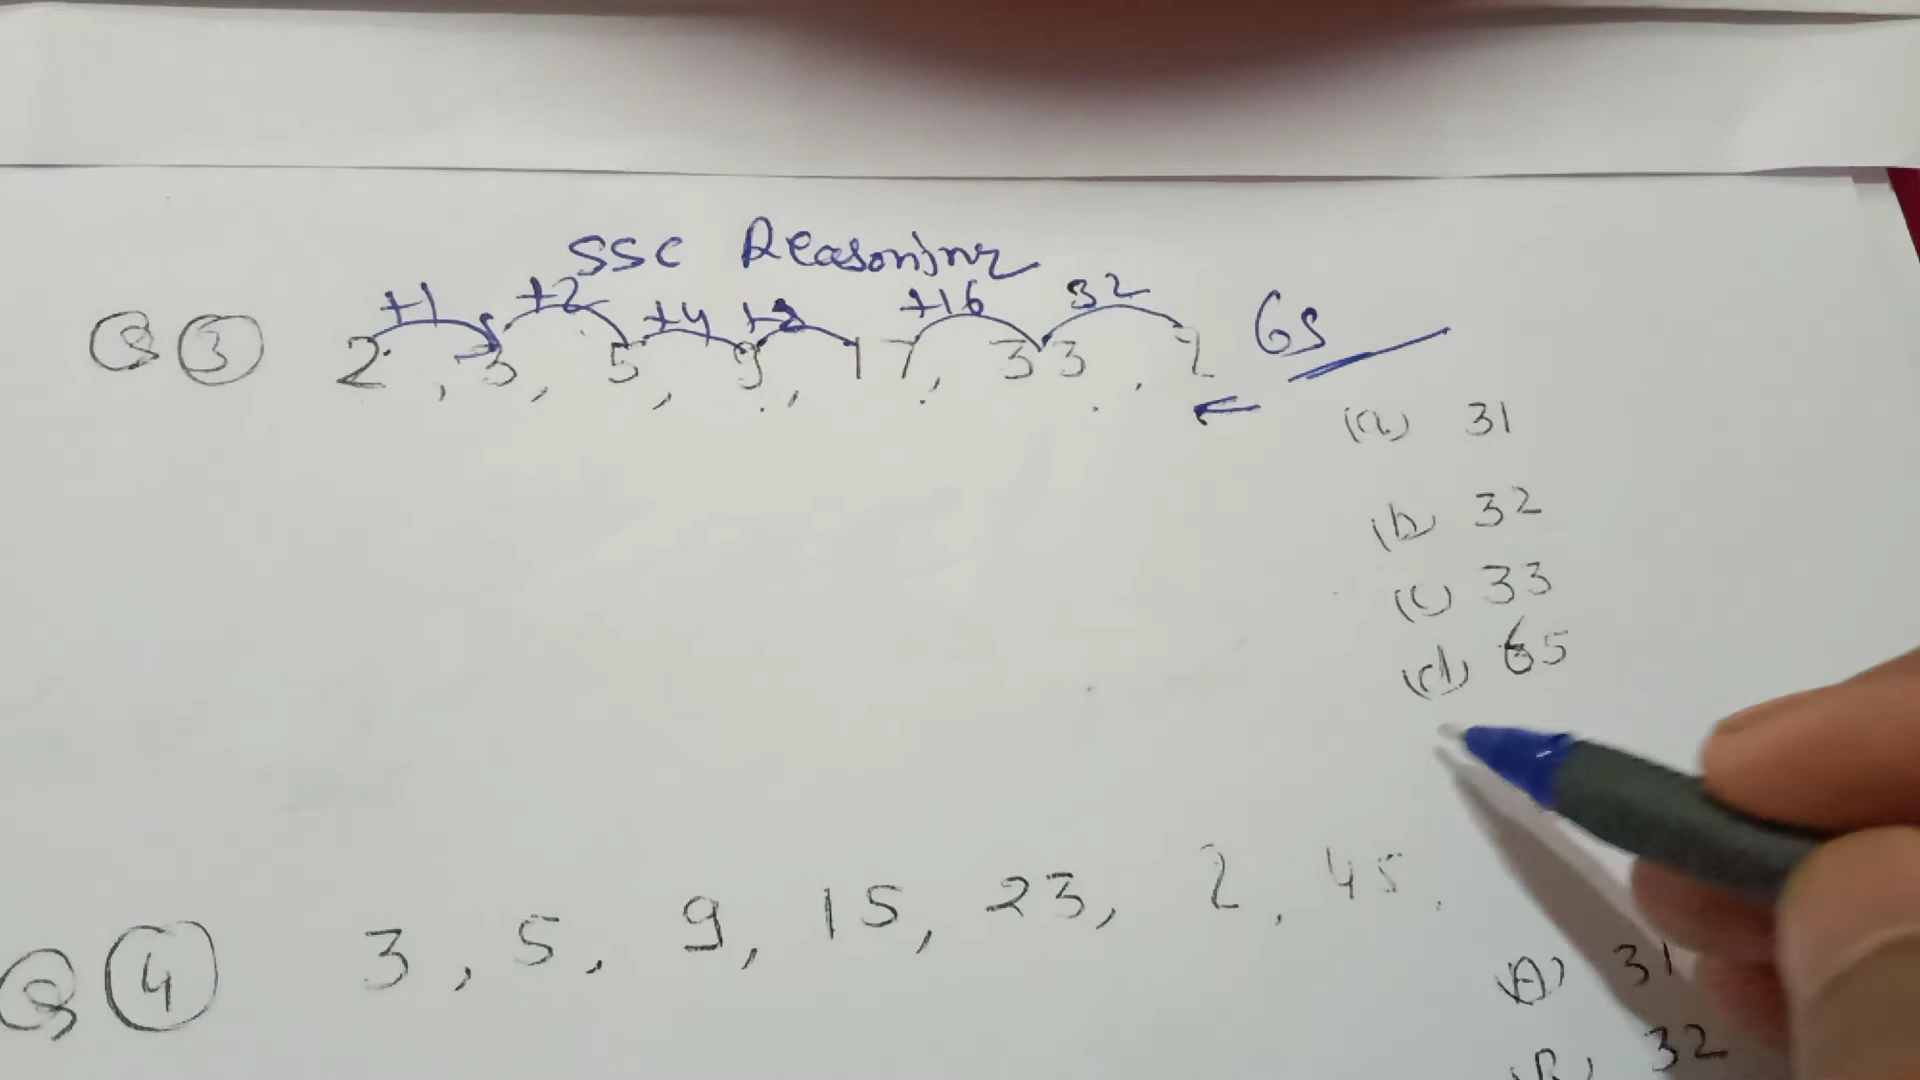 SSC Reasoning
+1 +2 +4 +8 +16 32
Q 3 2, 3, 5, 9, 17, 33, ? 65
(a) 31
(b) 32
(c) 33
(d) 65
Q 4 3, 5, 9, 15, 23, ?, 45.
(A) 31
32